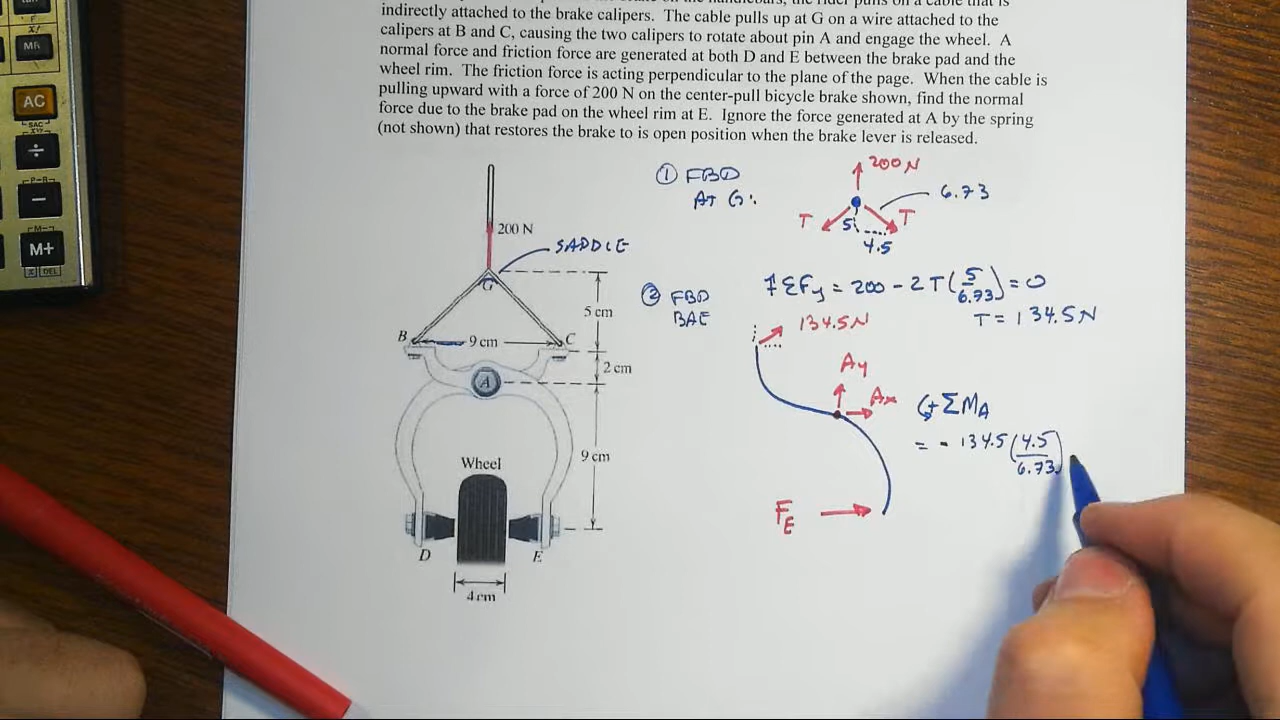 indirectly attached to the brake calipers. The cable pulls up at G on a wire attached to the
calipers at B and C, causing the two calipers to rotate about pin A and engage the wheel. A
normal force and friction force are generated at both D and E between the brake pad and the
wheel rim. The friction force is acting perpendicular to the plane of the page. When the cable is
pulling upward with a force of 200 N on the center-pull bicycle brake shown, find the normal
force due to the brake pad on the wheel rim at E. Ignore the force generated at A by the spring
(not shown) that restores the brake to is open position when the brake lever is released.
MR
AC
÷
−
M+
① FBD
AT G:
200 N
6.73
T
T
5
4.5
200 N
SADDLE
G
5 cm
B
9 cm
C
2 cm
A
9 cm
Wheel
D
E
4 cm
② FBD
BAE
↑ΣFy = 200 - 2T(5/6.73) = 0
T = 134.5 N
134.5 N
Ay
Ax
FE
↺+ ΣMA
= - 134.5 (4.5/6.73)